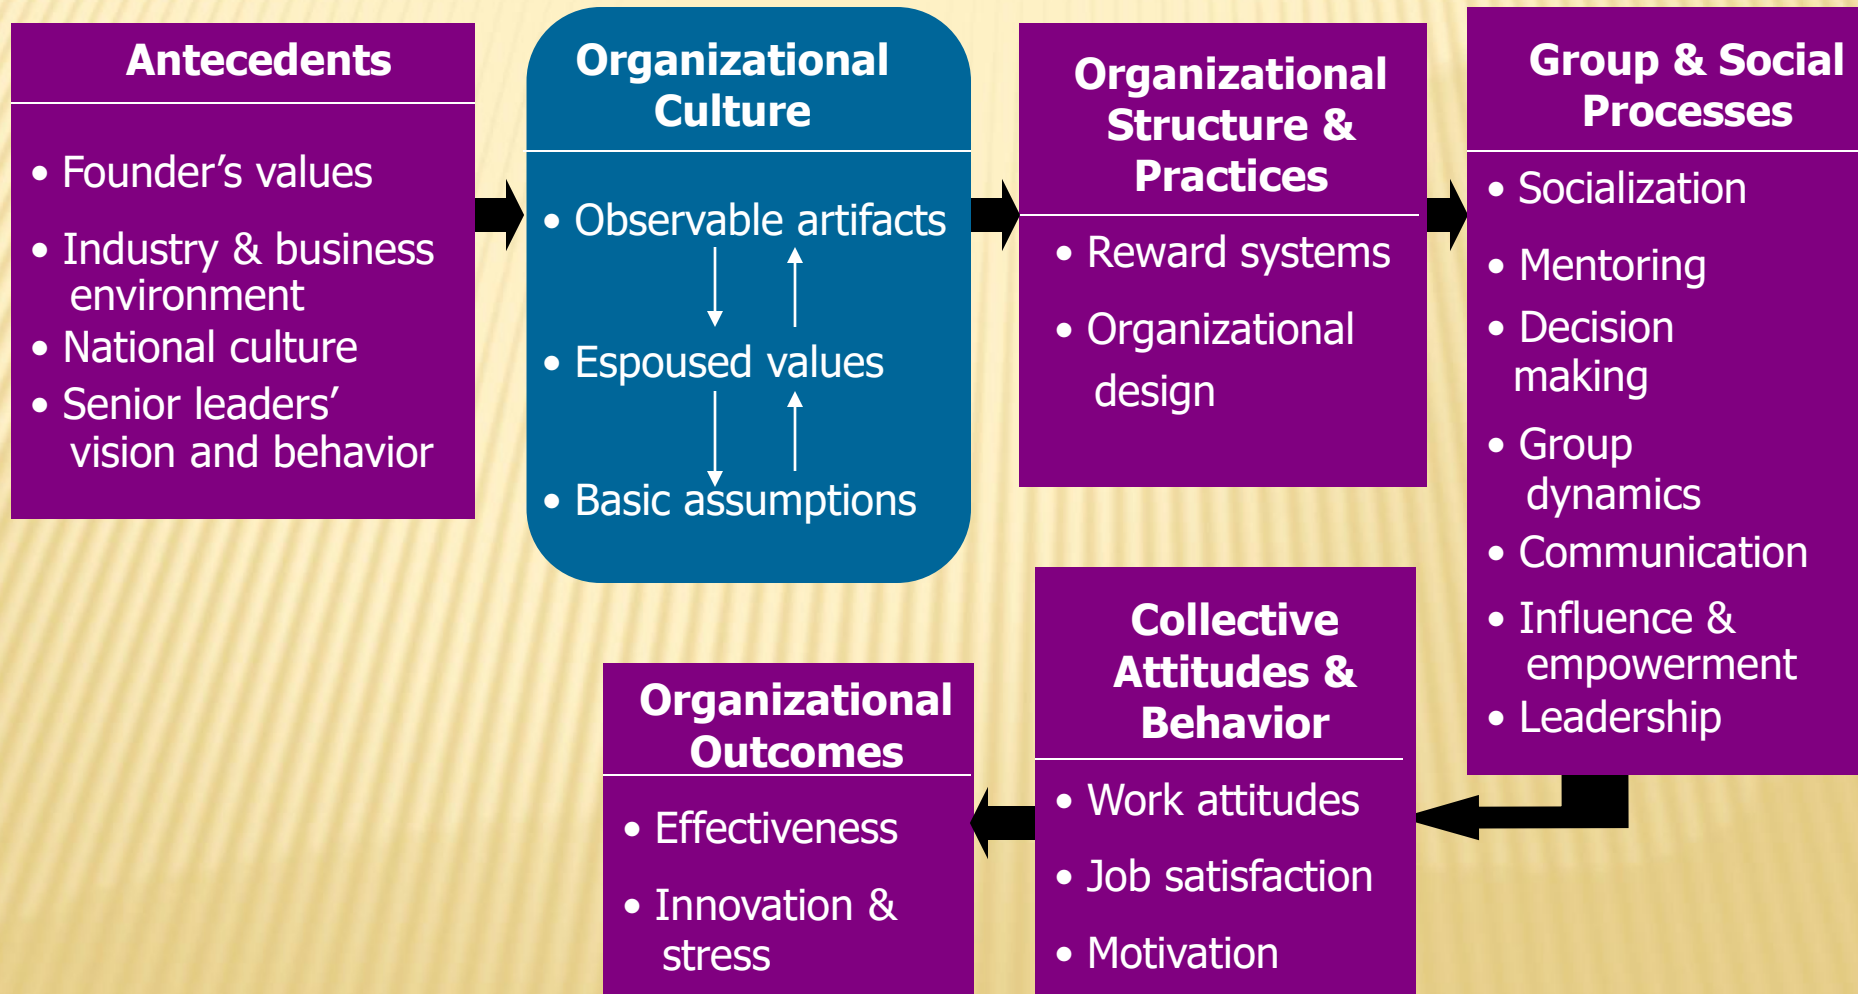 Antecedents
• Founder’s values
• Industry & business
environment
• National culture
• Senior leaders’
vision and behavior
Organizational
Culture
• Observable artifacts
• Espoused values
• Basic assumptions
Organizational
Structure &
Practices
• Reward systems
• Organizational
design
Group & Social
Processes
• Socialization
• Mentoring
• Decision
making
• Group
dynamics
• Communication
• Influence &
empowerment
• Leadership
Collective
Attitudes &
Behavior
• Work attitudes
• Job satisfaction
• Motivation
Organizational
Outcomes
• Effectiveness
• Innovation &
stress